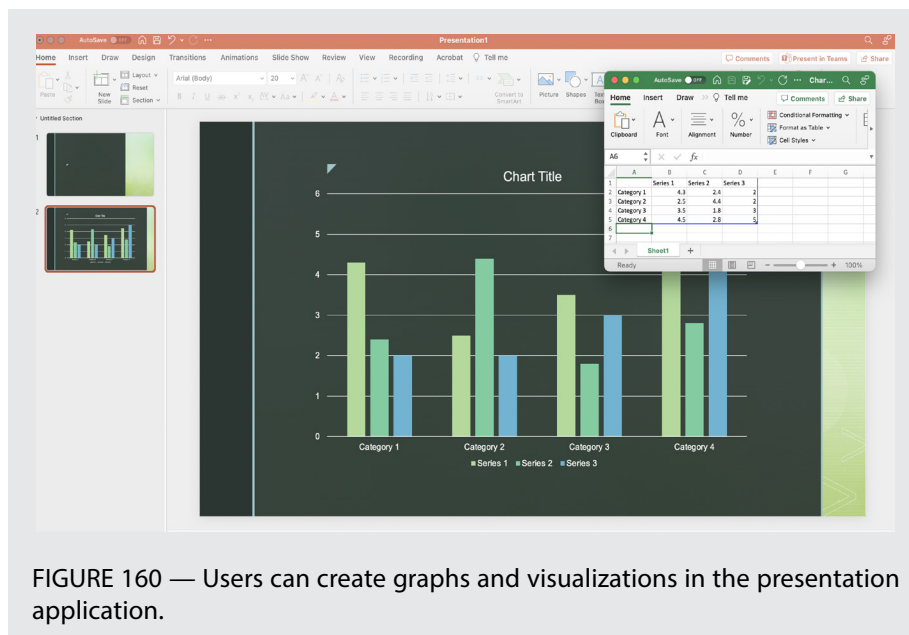 AutoSave OFF
Presentation1
Home Insert Draw Design Transitions Animations Slide Show Review View Recording Acrobat Tell me
Comments Present in Teams Share
Paste
New Slide
Layout
Reset
Section
Arial (Body) 20
Convert to SmartArt
Picture Shapes
Untitled Section
1
2
AutoSave OFF Char...
Home Insert Draw Tell me
Comments Share
Clipboard Font Alignment Number
Conditional Formatting
Format as Table
Cell Styles
A6 fx
A B C D E F G
1 Series 1 Series 2 Series 3
2 Category 1 4.3 2.4 2
3 Category 2 2.5 4.4 2
4 Category 3 3.5 1.8 3
5 Category 4 4.5 2.8 5
6
7
Sheet1 +
Ready 100%
Chart Title
6
5
4
3
2
1
0
Category 1 Category 2 Category 3 Category 4
Series 1 Series 2 Series 3
FIGURE 160 — Users can create graphs and visualizations in the presentation
application.